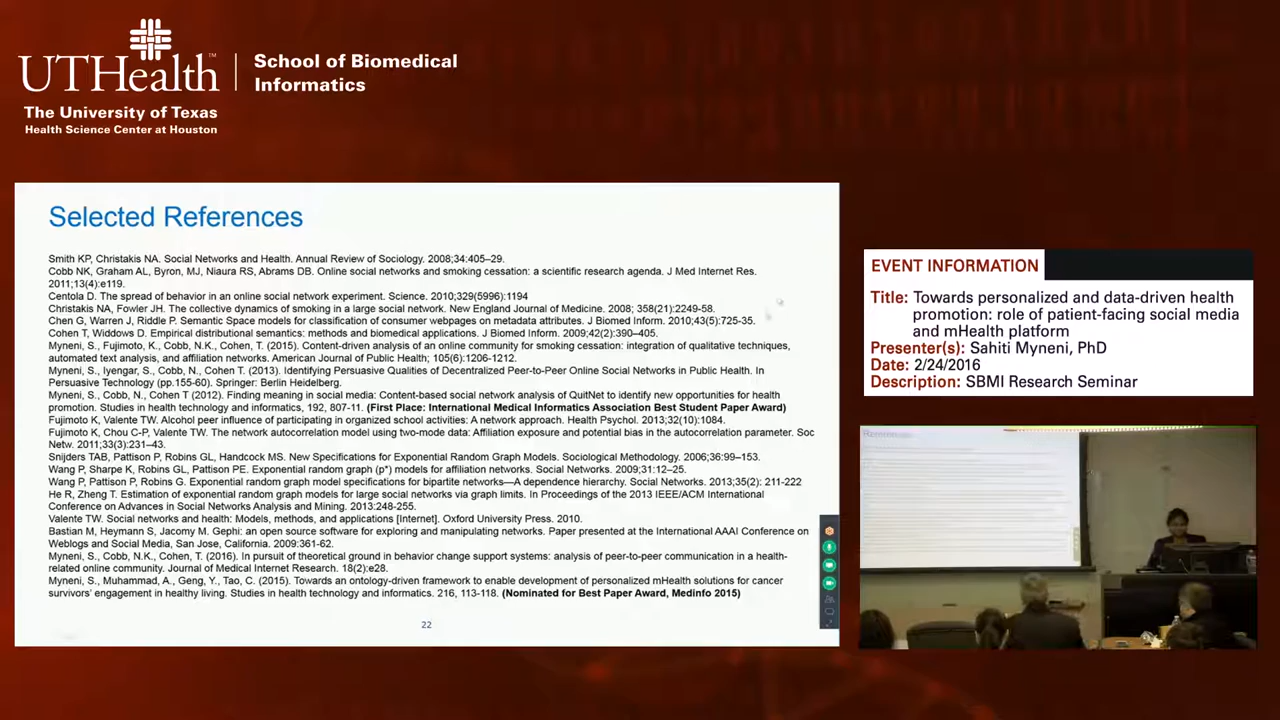 UTHealth™
The University of Texas
Health Science Center at Houston
School of Biomedical
Informatics
Selected References
Smith KP, Christakis NA. Social Networks and Health. Annual Review of Sociology. 2008;34:405–29.
Cobb NK, Graham AL, Byron, MJ, Niaura RS, Abrams DB. Online social networks and smoking cessation: a scientific research agenda. J Med Internet Res.
2011;13(4):e119.
Centola D. The spread of behavior in an online social network experiment. Science. 2010;329(5996):1194
Christakis NA, Fowler JH. The collective dynamics of smoking in a large social network. New England Journal of Medicine. 2008; 358(21):2249-58.
Chen G, Warren J, Riddle P. Semantic Space models for classification of consumer webpages on metadata attributes. J Biomed Inform. 2010;43(5):725-35.
Cohen T, Widdows D. Empirical distributional semantics: methods and biomedical applications. J Biomed Inform. 2009;42(2):390–405.
Myneni, S., Fujimoto, K., Cobb, N.K., Cohen, T. (2015). Content-driven analysis of an online community for smoking cessation: integration of qualitative techniques,
automated text analysis, and affiliation networks. American Journal of Public Health; 105(6):1206-1212.
Myneni, S., Iyengar, S., Cobb, N., Cohen T. (2013). Identifying Persuasive Qualities of Decentralized Peer-to-Peer Online Social Networks in Public Health. In
Persuasive Technology (pp.155-60). Springer: Berlin Heidelberg.
Myneni, S., Cobb, N., Cohen T (2012). Finding meaning in social media: Content-based social network analysis of QuitNet to identify new opportunities for health
promotion. Studies in health technology and informatics, 192, 807-11. (First Place: International Medical Informatics Association Best Student Paper Award)
Fujimoto K, Valente TW. Alcohol peer influence of participating in organized school activities: A network approach. Health Psychol. 2013;32(10):1084.
Fujimoto K, Chou C-P, Valente TW. The network autocorrelation model using two-mode data: Affiliation exposure and potential bias in the autocorrelation parameter. Soc
Netw. 2011;33(3):231–43.
Snijders TAB, Pattison P, Robins GL, Handcock MS. New Specifications for Exponential Random Graph Models. Sociological Methodology. 2006;36:99–153.
Wang P, Sharpe K, Robins GL, Pattison PE. Exponential random graph (p*) models for affiliation networks. Social Networks. 2009;31:12–25.
Wang P, Pattison P, Robins G. Exponential random graph model specifications for bipartite networks—A dependence hierarchy. Social Networks. 2013;35(2): 211-222
He R, Zheng T. Estimation of exponential random graph models for large social networks via graph limits. In Proceedings of the 2013 IEEE/ACM International
Conference on Advances in Social Networks Analysis and Mining. 2013:248-255.
Valente TW. Social networks and health: Models, methods, and applications [Internet]. Oxford University Press. 2010.
Bastian M, Heymann S, Jacomy M. Gephi: an open source software for exploring and manipulating networks. Paper presented at the International AAAI Conference on
Weblogs and Social Media, San Jose, California. 2009:361-62.
Myneni, S., Cobb, N.K., Cohen, T. (2016). In pursuit of theoretical ground in behavior change support systems: analysis of peer-to-peer communication in a health-
related online community. Journal of Medical Internet Research. 18(2):e28.
Myneni, S., Muhammad, A., Geng, Y., Tao, C. (2015). Towards an ontology-driven framework to enable development of personalized mHealth solutions for cancer
survivors' engagement in healthy living. Studies in health technology and informatics. 216, 113-118. (Nominated for Best Paper Award, Medinfo 2015)
22
EVENT INFORMATION
Title: Towards personalized and data-driven health
promotion: role of patient-facing social media
and mHealth platform
Presenter(s): Sahiti Myneni, PhD
Date: 2/24/2016
Description: SBMI Research Seminar